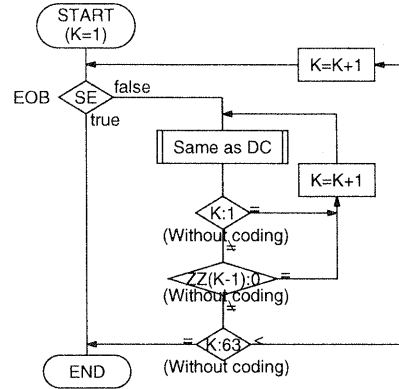 START
(K=1)
K=K+1
false
EOB SE
true
Same as DC
K=K+1
K:1 =
(Without coding)
≠
ZZ(K-1):0 =
(Without coding)
≠
= K:63 <
(Without coding)
END